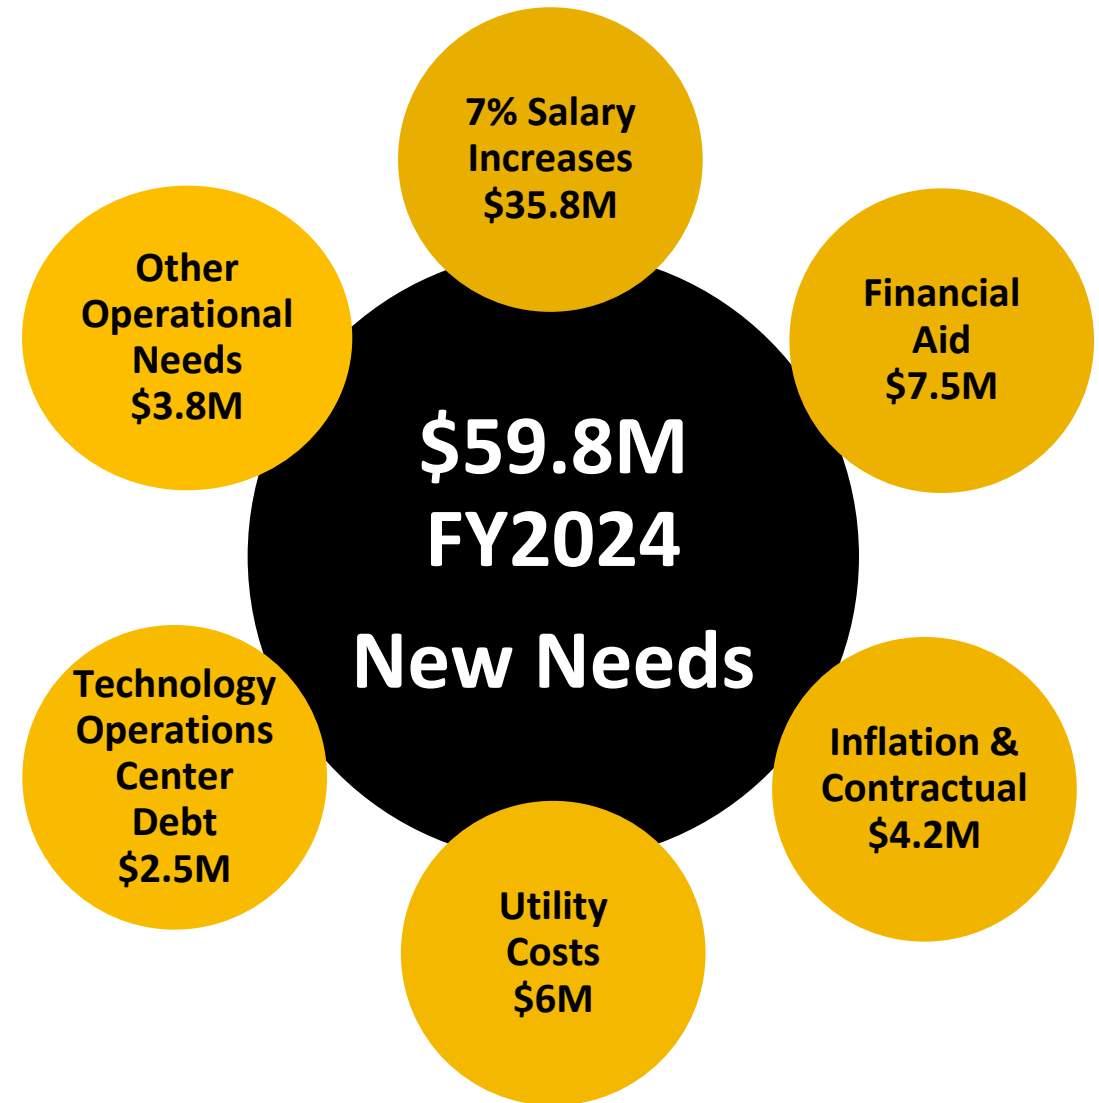 7% Salary
Increases
$35.8M
Other
Operational
Needs
$3.8M
Financial
Aid
$7.5M
$59.8M
FY2024
New Needs
Technology
Operations
Center
Debt
$2.5M
Inflation &
Contractual
$4.2M
Utility
Costs
$6M